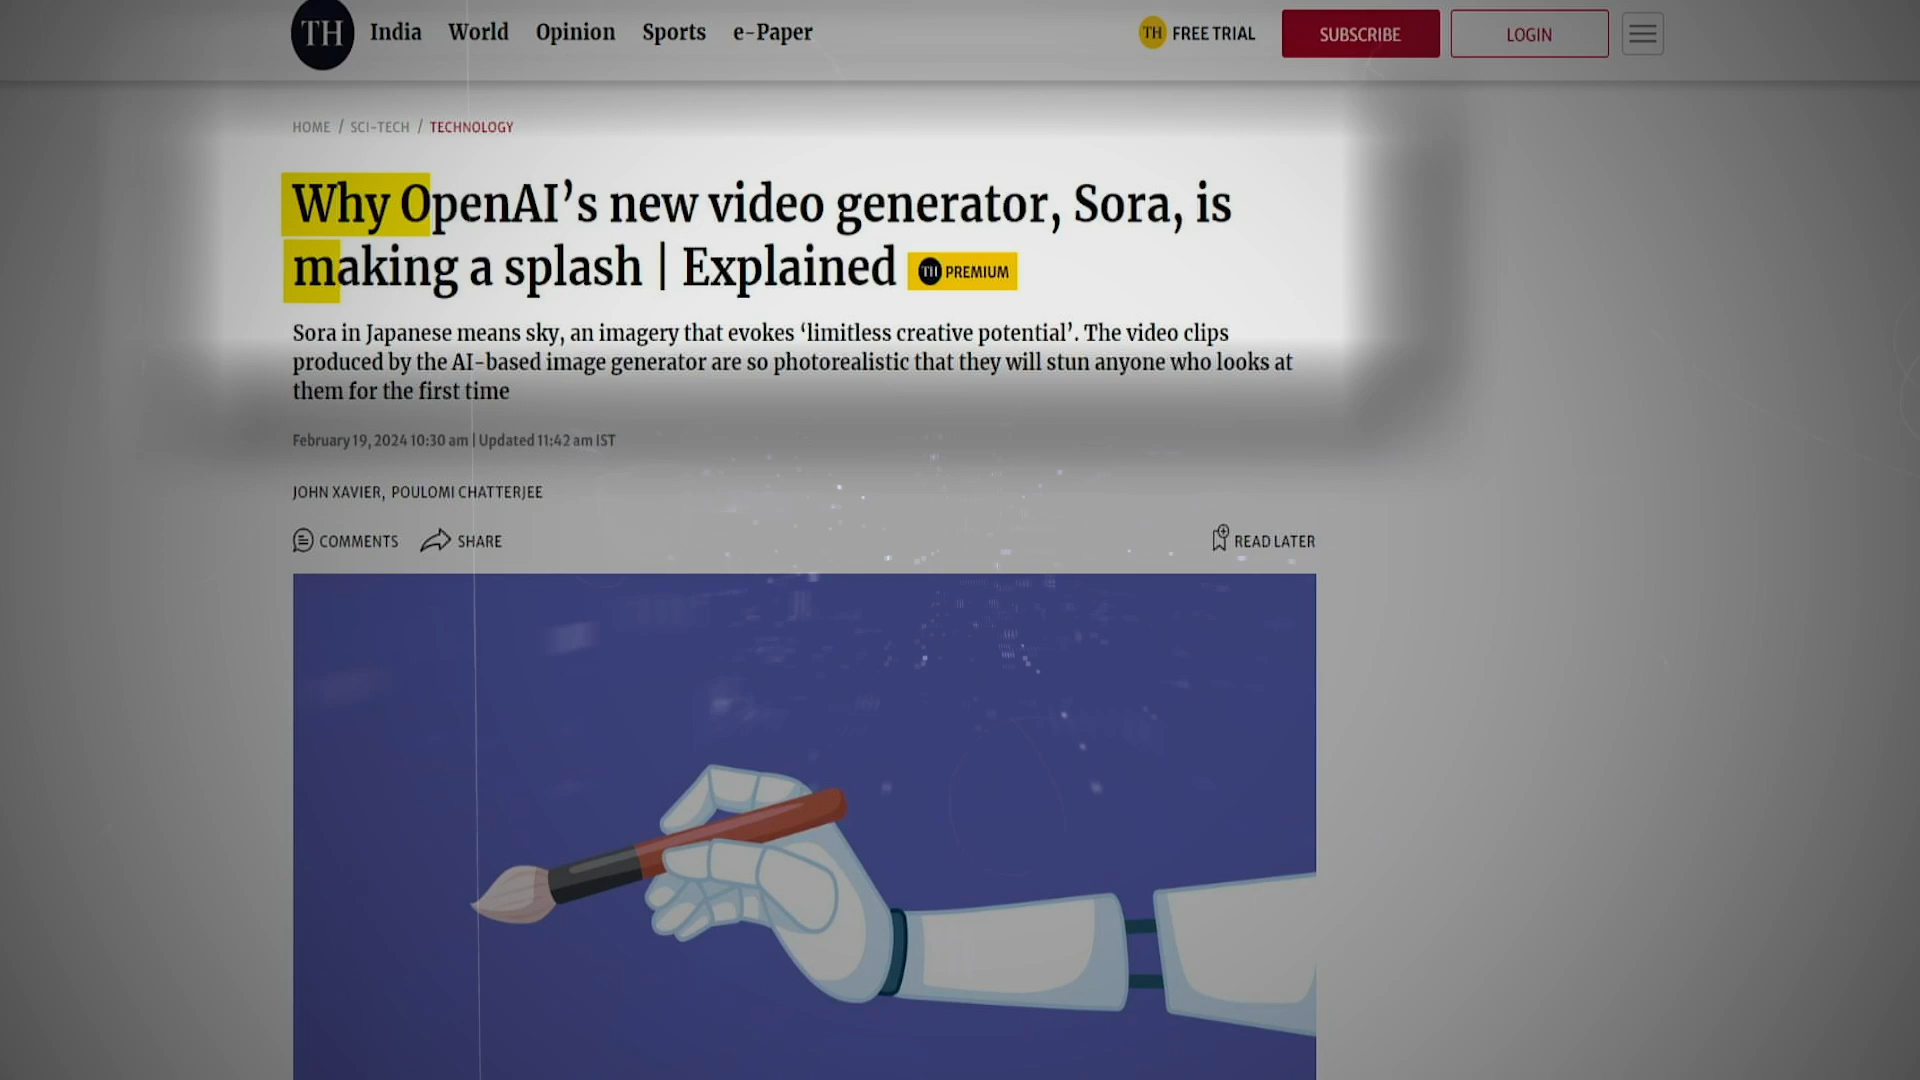 TH India World Opinion Sports e-Paper TH FREE TRIAL SUBSCRIBE LOGIN
HOME / SCI-TECH / TECHNOLOGY
Why OpenAI’s new video generator, Sora, is
making a splash | Explained TH PREMIUM
Sora in Japanese means sky, an imagery that evokes ‘limitless creative potential’. The video clips
produced by the AI-based image generator are so photorealistic that they will stun anyone who looks at
them for the first time
February 19, 2024 10:30 am | Updated 11:42 am IST
JOHN XAVIER, POULOMI CHATTERJEE
COMMENTS SHARE READ LATER